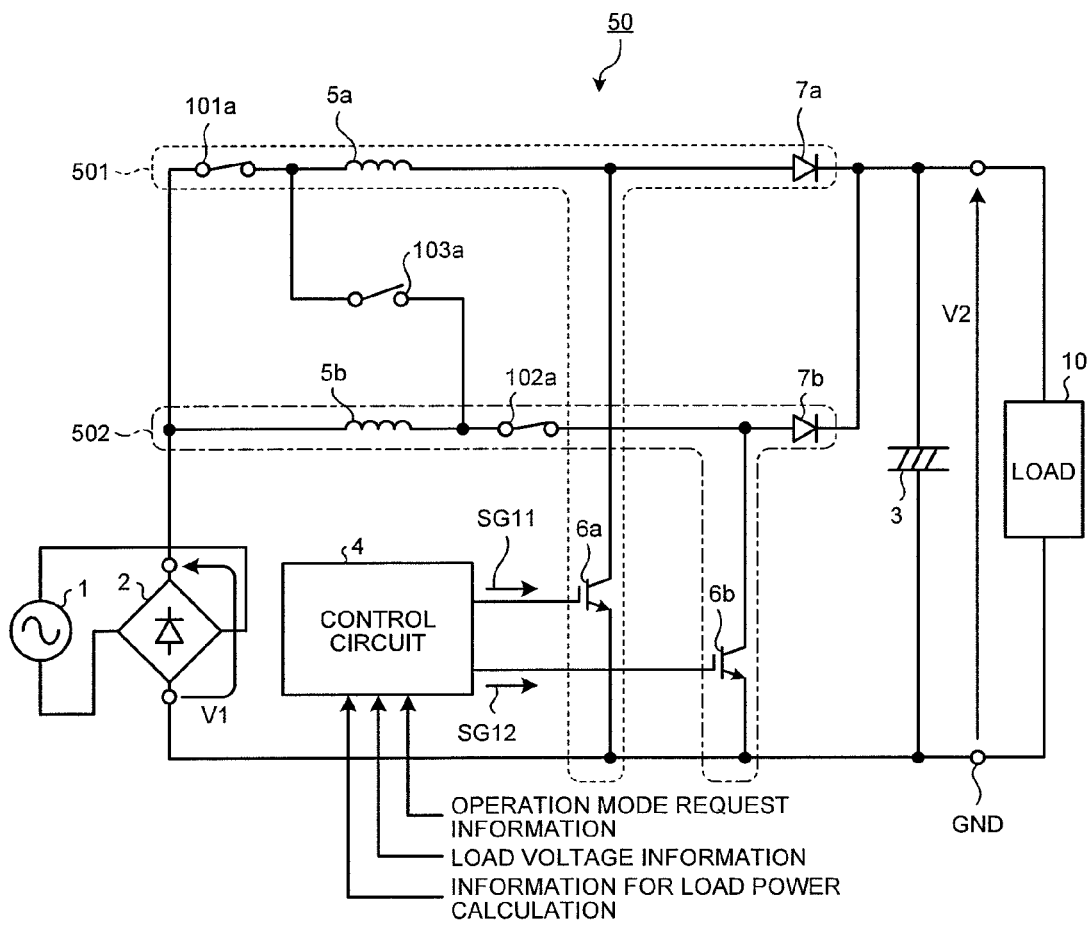 50
101a
5a
7a
501
103a
V2
10
5b
102a
7b
502
LOAD
3
SG11
6a
4
1
2
CONTROL
CIRCUIT
6b
V1
SG12
GND
OPERATION MODE REQUEST
INFORMATION
LOAD VOLTAGE INFORMATION
INFORMATION FOR LOAD POWER
CALCULATION